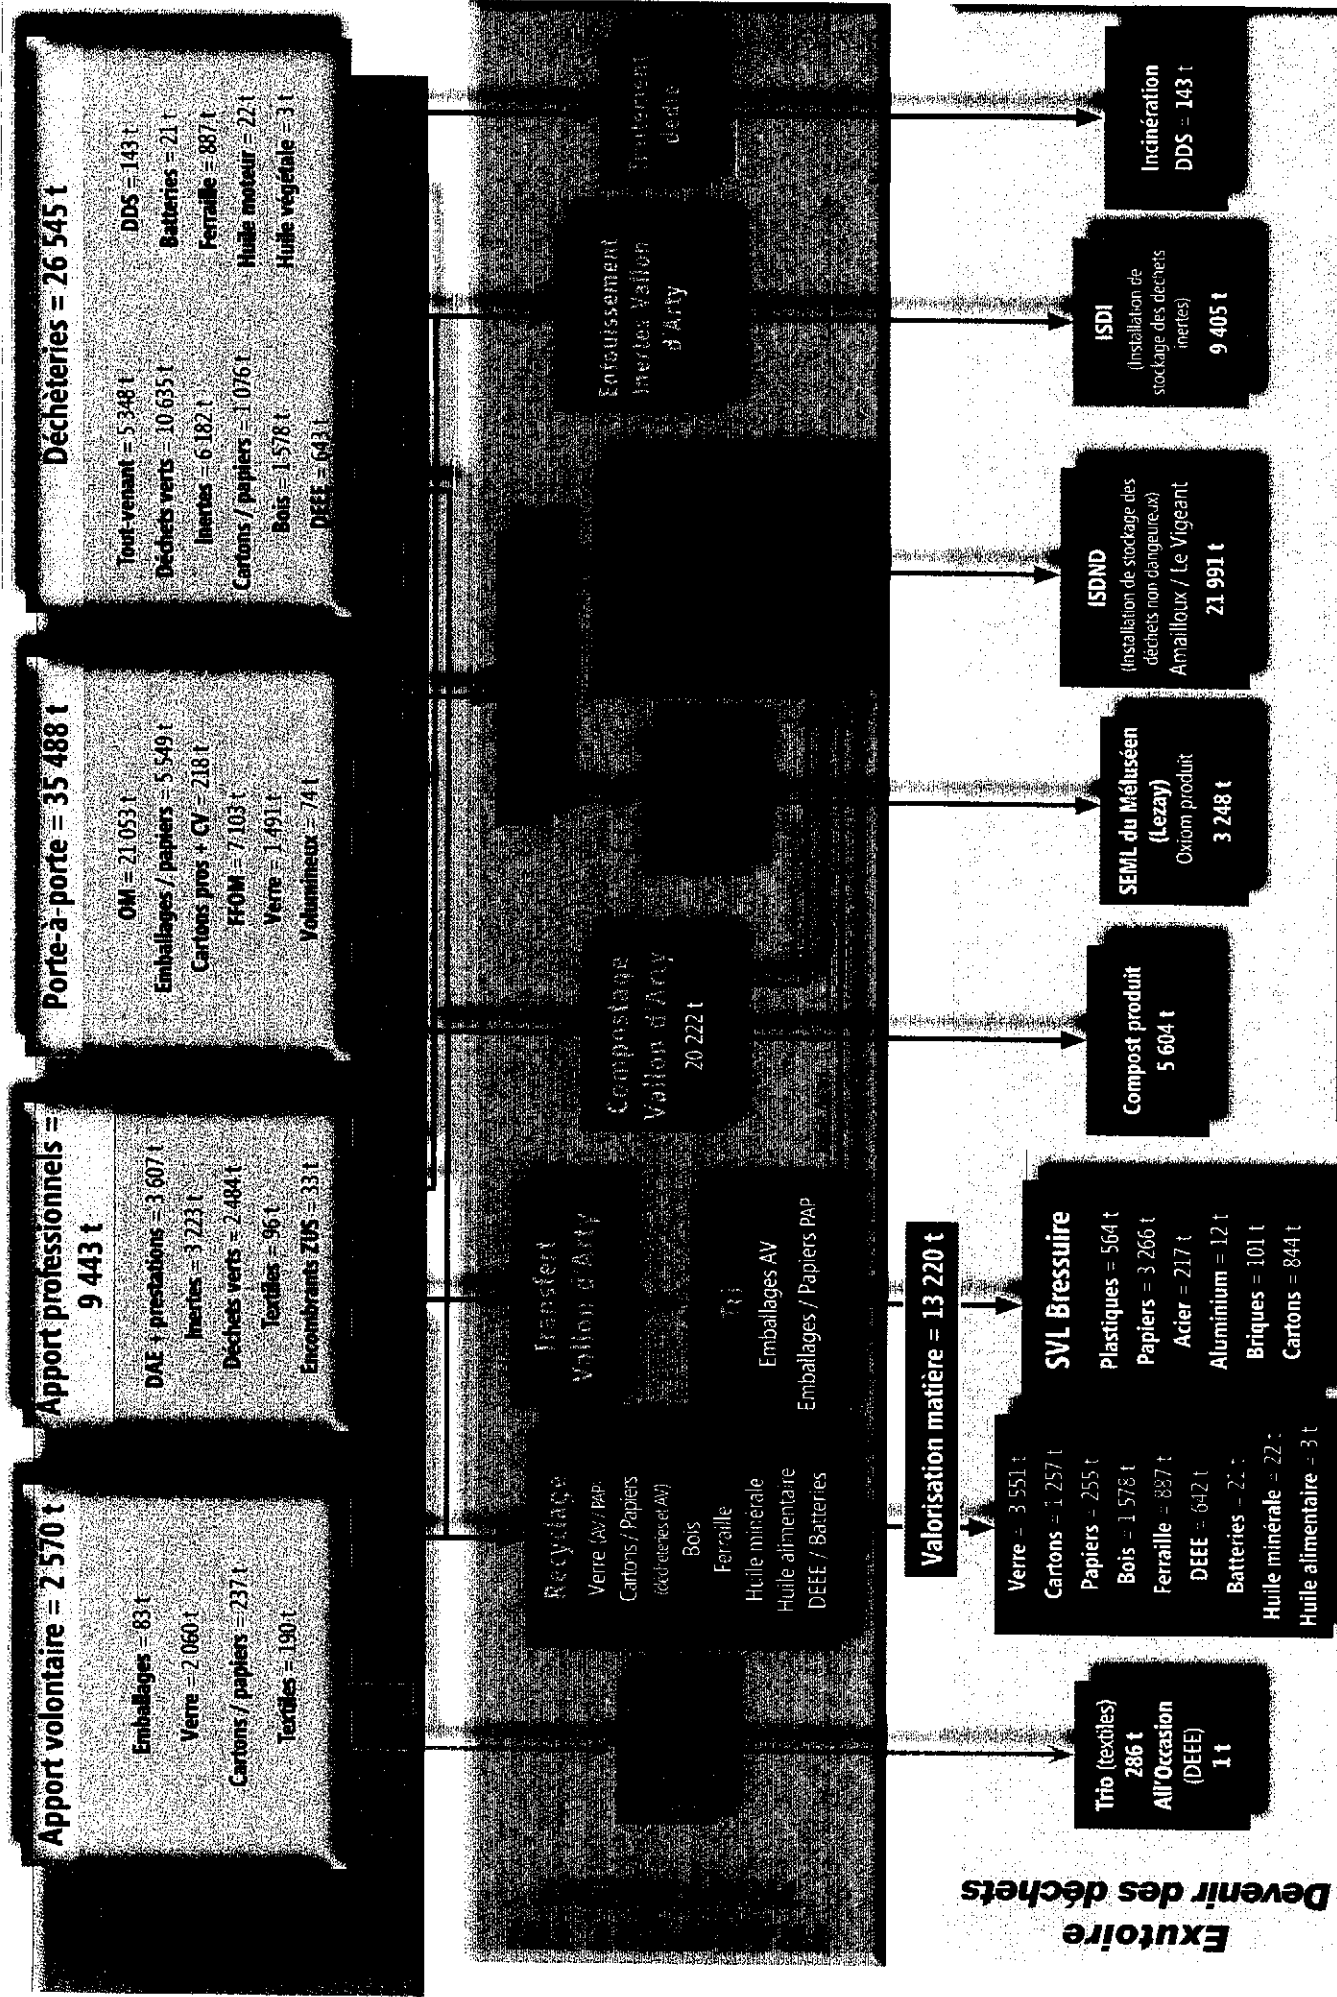 Apport volontaire = 2 570 t
Emballages = 83 t
Verre = 2 060 t
Cartons / papiers = 237 t
Textiles = 190 t
Apport professionnels =
9 443 t
DAE + prestations = 3 607 t
Inertes = 3 223 t
Déchets verts = 2 484 t
Textiles = 96 t
Encombrants ZUS = 33 t
Porte-à-porte = 35 488 t
OM = 21 053 t
Emballages / papiers = 5 549 t
Cartons pros + CV = 218 t
FFOM = 7 103 t
Verre = 1 491 t
Volumineux = 74 t
Déchèteries = 26 545 t
Tout-venant = 5 348 t
Déchets verts = 10 635 t
Inertes = 6 182 t
Cartons / papiers = 1 076 t
Bois = 1 578 t
DEEE = 643 t
DDS = 143 t
Batteries = 21 t
Ferraille = 887 t
Huile moteur = 22 t
Huile végétale = 3 t
Recyclage
Verre (AV / PAP)
Cartons / Papiers
(déchèteries et AV)
Bois
Ferraille
Huile minérale
Huile alimentaire
DEEE / Batteries
Transfert
Vallon d'Arty
Tri
Emballages AV
Emballages / Papiers PAP
Compostage
Vallon d'Arty
20 222 t
Enfouissement
Inertes Vallon
d'Arty
Traitement
dédié
Exutoire
Devenir des déchets
Trio (textiles)
286 t
All'Occasion
(DEEE)
1 t
Valorisation matière = 13 220 t
Verre = 3 551 t
Cartons = 1 257 t
Papiers = 255 t
Bois = 1 578 t
Ferraille = 887 t
DEEE = 642 t
Batteries = 22 t
Huile minérale = 22 t
Huile alimentaire = 3 t
SVL Bressuire
Plastiques = 564 t
Papiers = 3 266 t
Acier = 217 t
Aluminium = 12 t
Briques = 101 t
Cartons = 844 t
Compost produit
5 604 t
SEML du Méluséen
(Lezay)
Oxiom produit
3 248 t
ISDND
(Installation de stockage des
déchets non dangeureux)
Amailloux / Le Vigeant
21 991 t
ISDI
(Installation de
stockage des déchets
inertes)
9 405 t
Incinération
DDS = 143 t